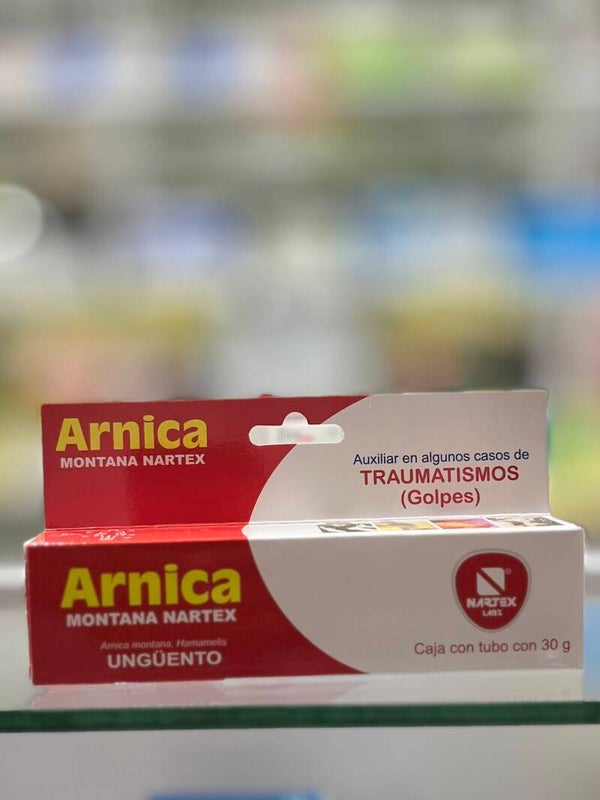 Arnica
MONTANA NARTEX
Auxiliar en algunos casos de
TRAUMATISMOS
(Golpes)
Arnica
MONTANA NARTEX
Arnica montana, Hamamelis
UNGÜENTO
NARTEX
LABS
Caja con tubo con 30 g